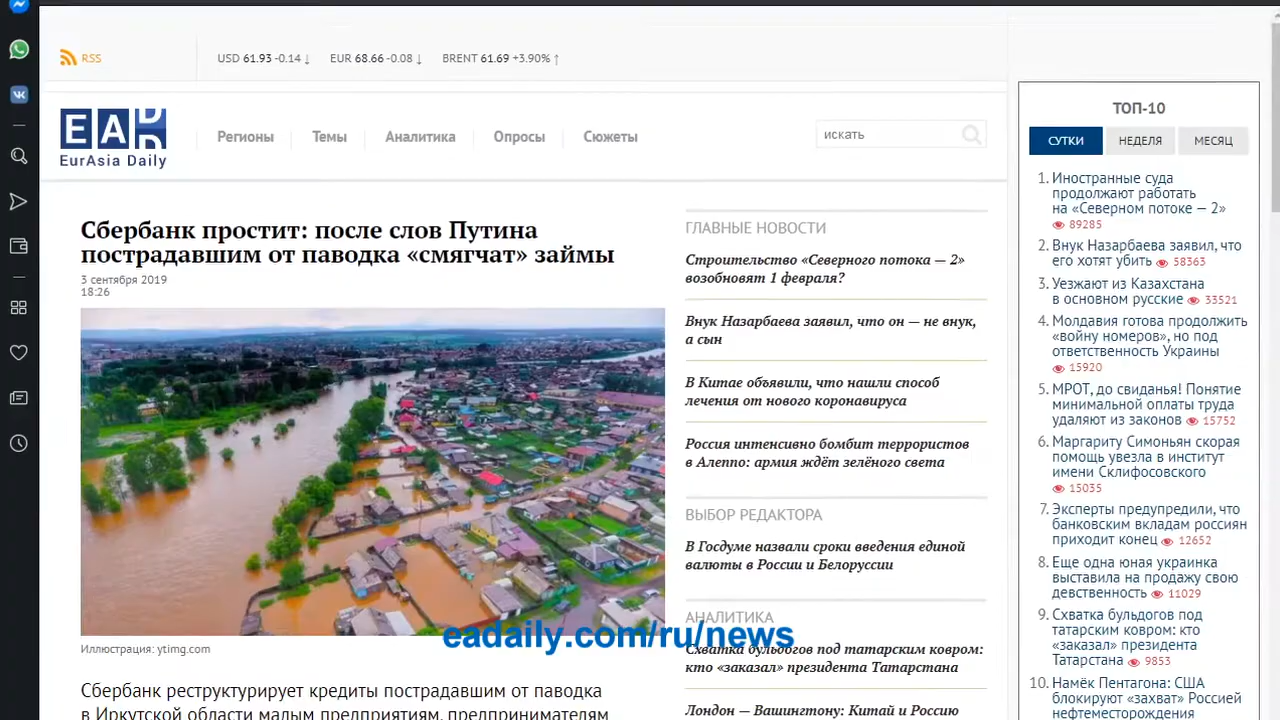 RSS
USD 61.93 -0.14 ↓ EUR 68.66 -0.08 ↓ BRENT 61.69 +3.90% ↑
EAD
EurAsia Daily
Регионы Темы Аналитика Опросы Сюжеты
искать
Сбербанк простит: после слов Путина
пострадавшим от паводка «смягчат» займы
3 сентября 2019
18:26
Иллюстрация: ytimg.com
Сбербанк реструктурирует кредиты пострадавшим от паводка
в Иркутской области малым предприятиям, предпринимателям
ГЛАВНЫЕ НОВОСТИ
Строительство «Северного потока — 2»
возобновят 1 февраля?
Внук Назарбаева заявил, что он — не внук,
а сын
В Китае объявили, что нашли способ
лечения от нового коронавируса
Россия интенсивно бомбит террористов
в Алеппо: армия ждёт зелёного света
ВЫБОР РЕДАКТОРА
В Госдуме назвали сроки введения единой
валюты в России и Белоруссии
АНАЛИТИКА
eadaily.com/ru/news
Схватка бульдогов под татарским ковром:
кто «заказал» президента Татарстана
Лондон — Вашингтону: Китай и Россию
ТОП-10
СУТКИ НЕДЕЛЯ МЕСЯЦ
1. Иностранные суда
продолжают работать
на «Северном потоке — 2»
89285
2. Внук Назарбаева заявил, что
его хотят убить 58363
3. Уезжают из Казахстана
в основном русские 33521
4. Молдавия готова продолжить
«войну номеров», но под
ответственность Украины
15920
5. МРОТ, до свиданья! Понятие
минимальной оплаты труда
удаляют из законов 15752
6. Маргариту Симоньян скорая
помощь увезла в институт
имени Склифосовского
15035
7. Эксперты предупредили, что
банковским вкладам россиян
приходит конец 12652
8. Еще одна юная украинка
выставила на продажу свою
девственность 11029
9. Схватка бульдогов под
татарским ковром: кто
«заказал» президента
Татарстана 9853
10. Намёк Пентагона: США
блокируют «захват» Россией
нефтеместорождения